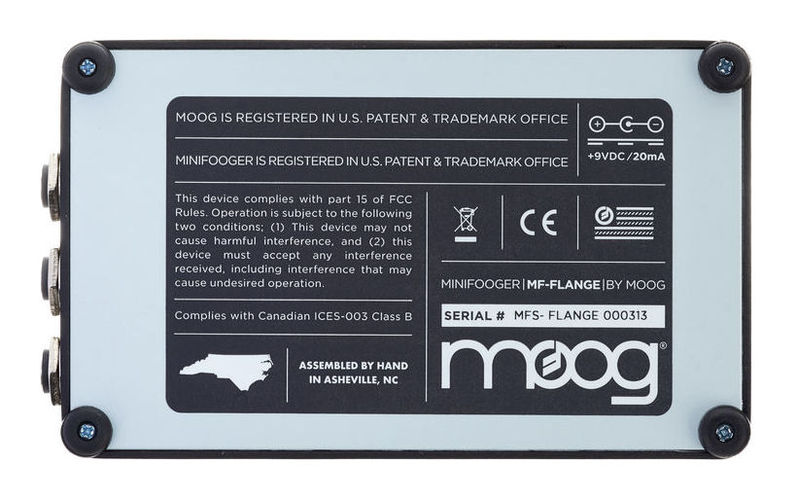 MOOG IS REGISTERED IN U.S. PATENT & TRADEMARK OFFICE
+9VDC/20mA
MINIFOOGER IS REGISTERED IN U.S. PATENT & TRADEMARK OFFICE
This device complies with part 15 of FCC
Rules. Operation is subject to the following
two conditions; (1) This device may not
cause harmful interference, and (2) this
device must accept any interference
received, including interference that may
cause undesired operation.
Complies with Canadian ICES-003 Class B
ASSEMBLED BY HAND
IN ASHEVILLE, NC
CE
MINIFOOGER|MF-FLANGE|BY MOOG
SERIAL # MFS- FLANGE 000313
moog®